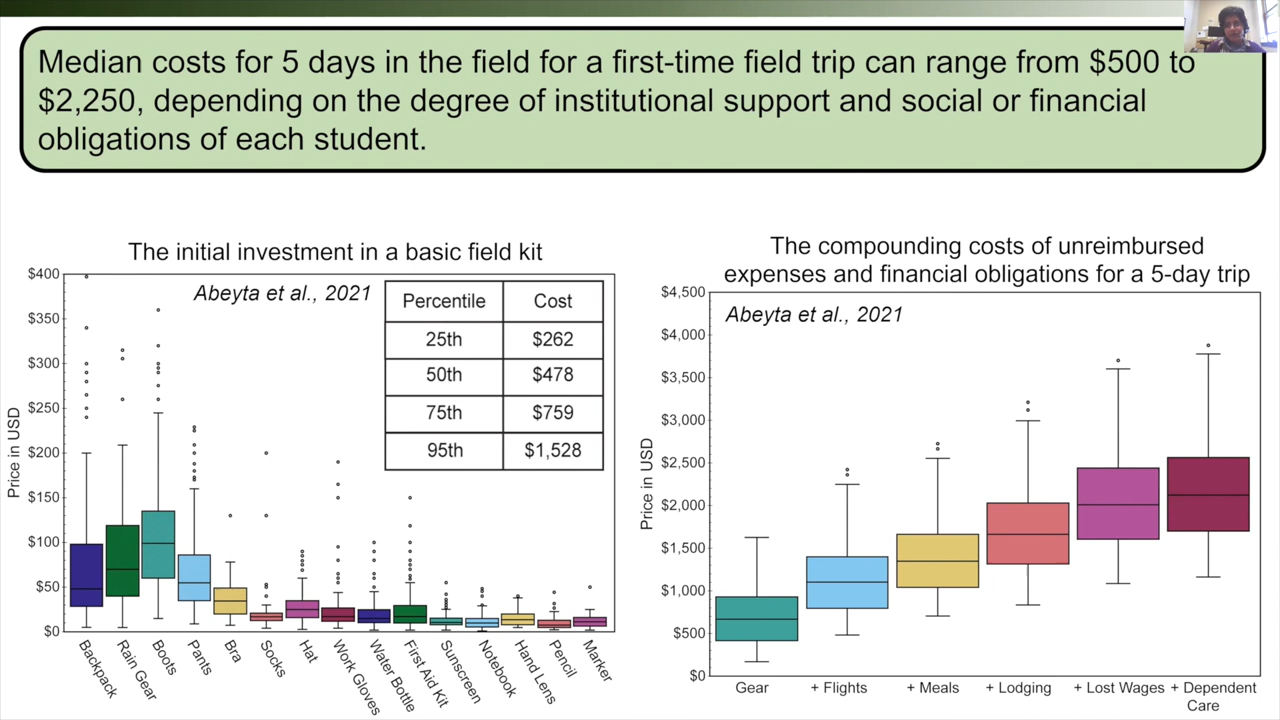 Median costs for 5 days in the field for a first-time field trip can range from $500 to
$2,250, depending on the degree of institutional support and social or financial
obligations of each student.
The initial investment in a basic field kit
Abeyta et al., 2021
Percentile Cost
25th $262
50th $478
75th $759
95th $1,528
Price in USD
$400
$350
$300
$250
$200
$150
$100
$50
$0
Backpack
Rain Gear
Boots
Pants
Bra
Socks
Hat
Work Gloves
Water Bottle
First Aid Kit
Sunscreen
Notebook
Hand Lens
Pencil
Marker
The compounding costs of unreimbursed
expenses and financial obligations for a 5-day trip
Abeyta et al., 2021
Price in USD
$4,500
$4,000
$3,500
$3,000
$2,500
$2,000
$1,500
$1,000
$500
$0
Gear
+ Flights
+ Meals
+ Lodging
+ Lost Wages
+ Dependent
Care